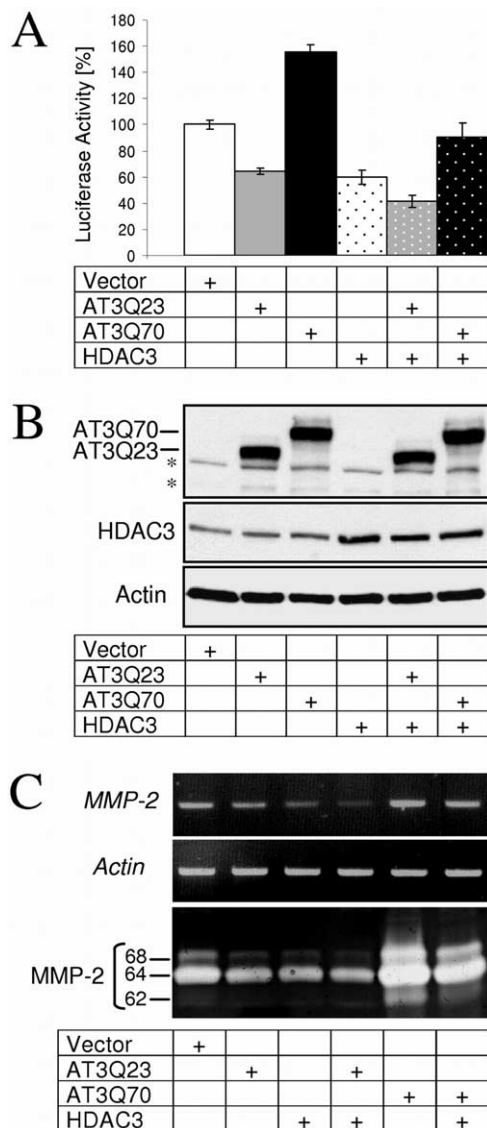 A
Luciferase Activity [%]
180
160
140
120
100
80
60
40
20
0
Vector +
AT3Q23 + +
AT3Q70 + +
HDAC3 + + +
B
AT3Q70
AT3Q23
*
*
HDAC3
Actin
Vector +
AT3Q23 + +
AT3Q70 + +
HDAC3 + + +
C
MMP-2
Actin
MMP-2
68
64
62
Vector +
AT3Q23 + +
AT3Q70 + +
HDAC3 + + +